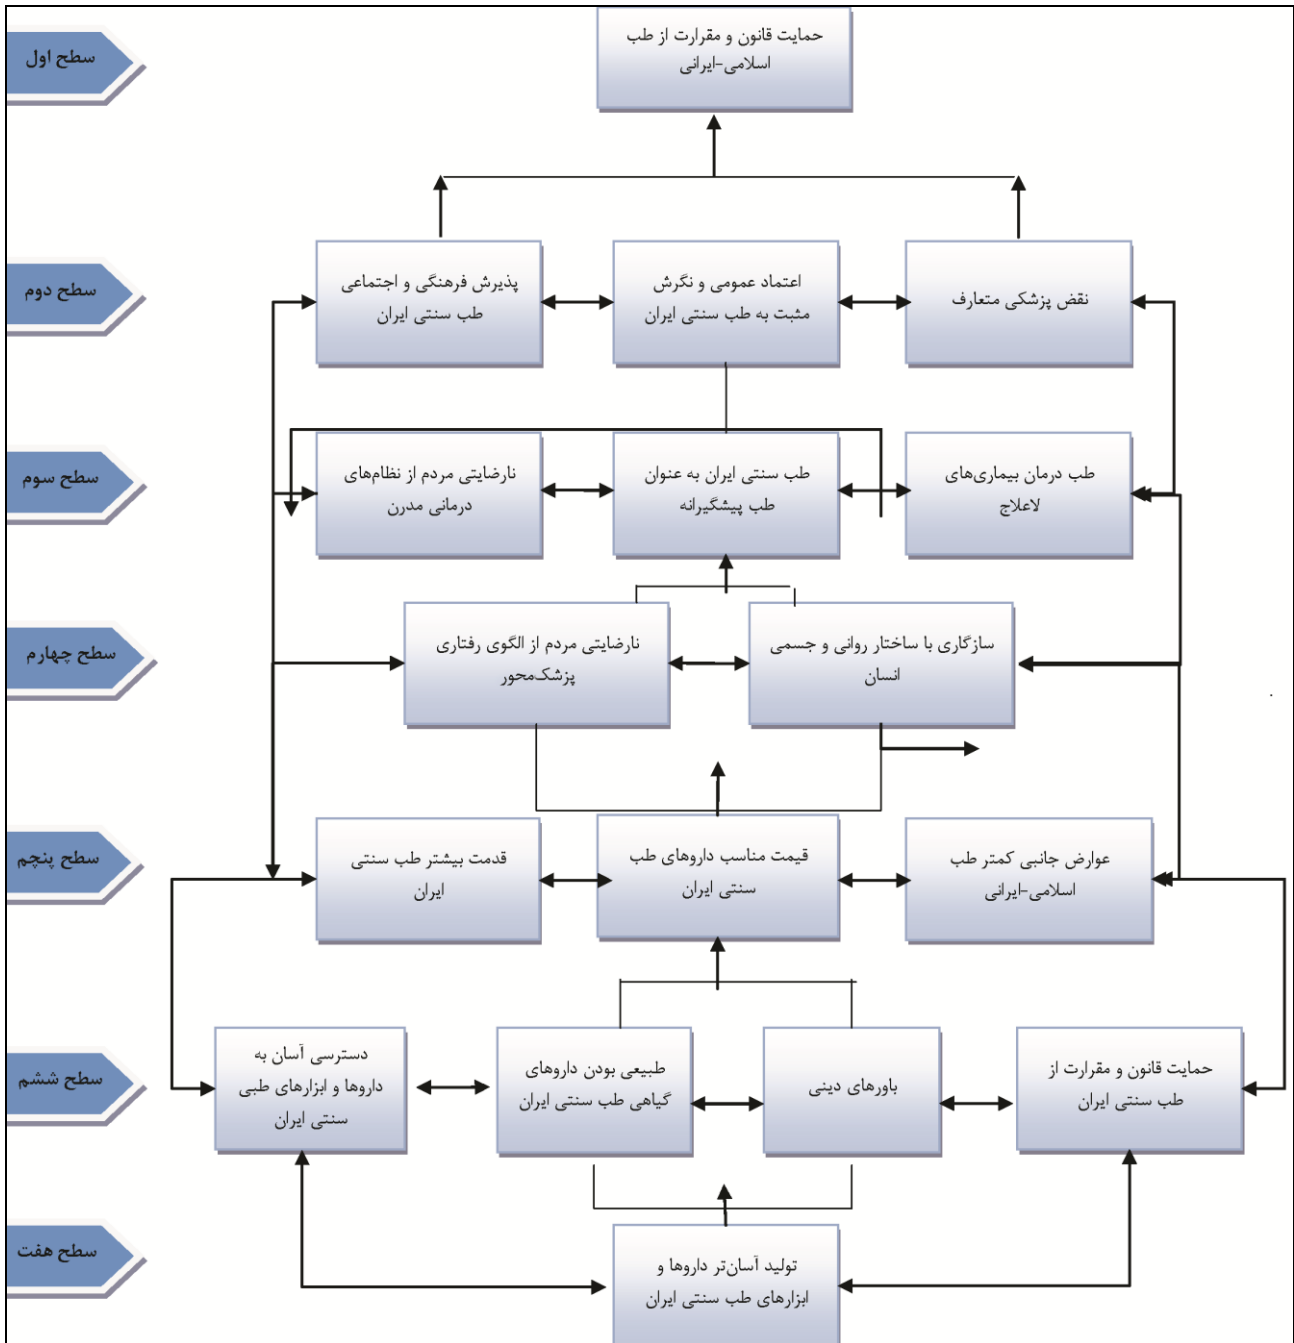 سطح اول
حمایت قانون و مقرارت از طب
اسلامی-ایرانی
سطح دوم
نقض پزشکی متعارف
اعتماد عمومی و نگرش
مثبت به طب سنتی ایران
پذیرش فرهنگی و اجتماعی
طب سنتی ایران
سطح سوم
طب درمان بیماری‌های
لاعلاج
طب سنتی ایران به عنوان
طب پیشگیرانه
نارضایتی مردم از نظام‌های
درمانی مدرن
سطح چهارم
سازگاری با ساختار روانی و جسمی
انسان
نارضایتی مردم از الگوی رفتاری
پزشک‌محور
سطح پنجم
عوارض جانبی کمتر طب
اسلامی-ایرانی
قیمت مناسب داروهای طب
سنتی ایران
قدمت بیشتر طب سنتی
ایران
سطح ششم
حمایت قانون و مقرارت از
طب سنتی ایران
باورهای دینی
طبیعی بودن داروهای
گیاهی طب سنتی ایران
دسترسی آسان به
داروها و ابزارهای طبی
سنتی ایران
سطح هفت
تولید آسان‌تر داروها و
ابزارهای طب سنتی ایران